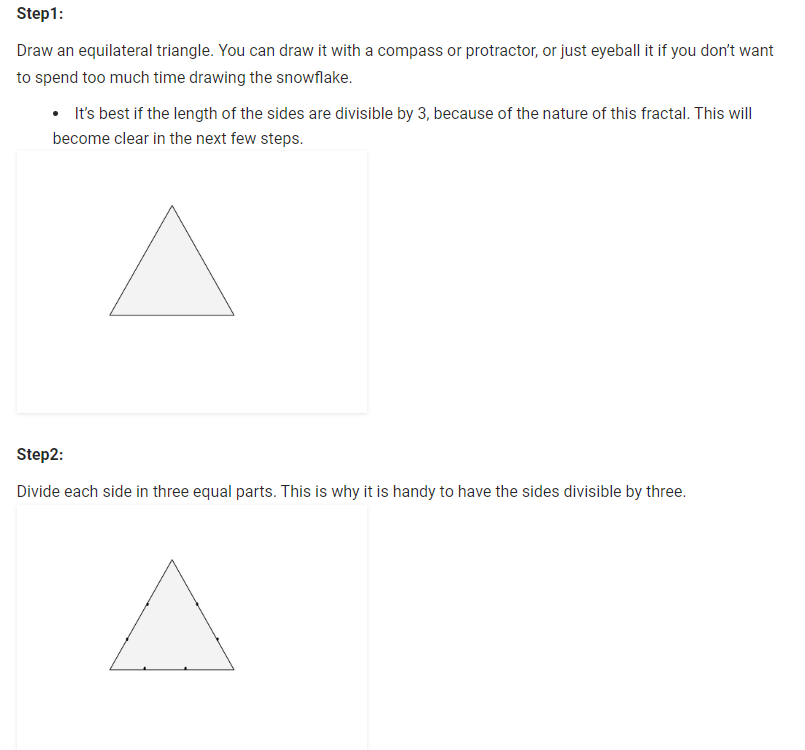 Step1:
Draw an equilateral triangle. You can draw it with a compass or protractor, or just eyeball it if you don’t want
to spend too much time drawing the snowflake.
• It’s best if the length of the sides are divisible by 3, because of the nature of this fractal. This will
become clear in the next few steps.
Step2:
Divide each side in three equal parts. This is why it is handy to have the sides divisible by three.